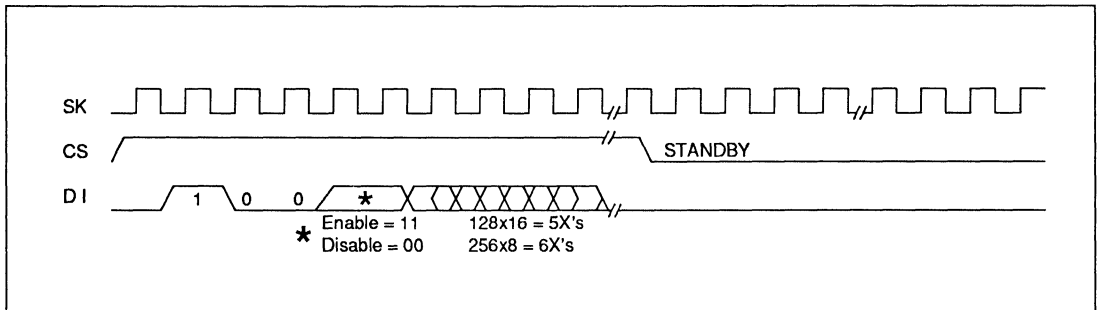 SK
CS
STANDBY
DI
1 0 0 *
* Enable = 11 128x16 = 5X's
Disable = 00 256x8 = 6X's